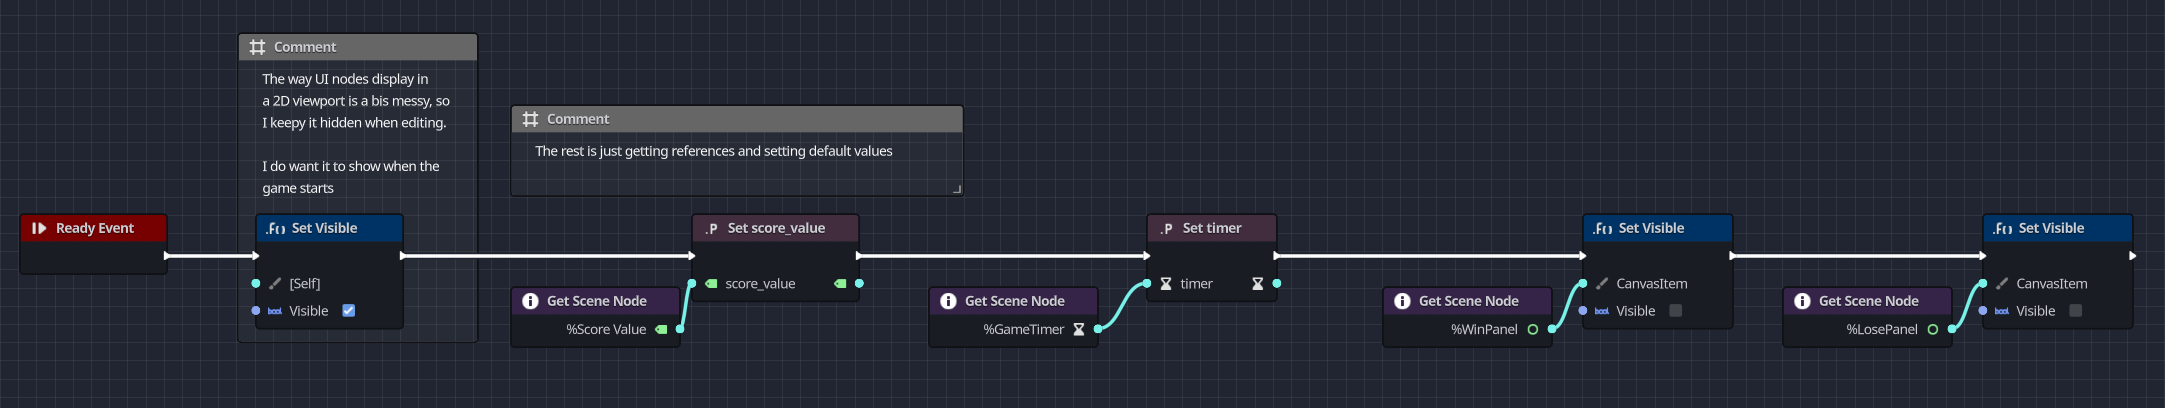 Comment
The way UI nodes display in
a 2D viewport is a bis messy, so
I keepy it hidden when editing.
I do want it to show when the
game starts
Comment
The rest is just getting references and setting default values
Ready Event
.f() Set Visible
[Self]
bool Visible
.P Set score_value
score_value
Get Scene Node
%Score Value
.P Set timer
timer
Get Scene Node
%GameTimer
.f() Set Visible
CanvasItem
bool Visible
Get Scene Node
%WinPanel
.f() Set Visible
CanvasItem
bool Visible
Get Scene Node
%LosePanel